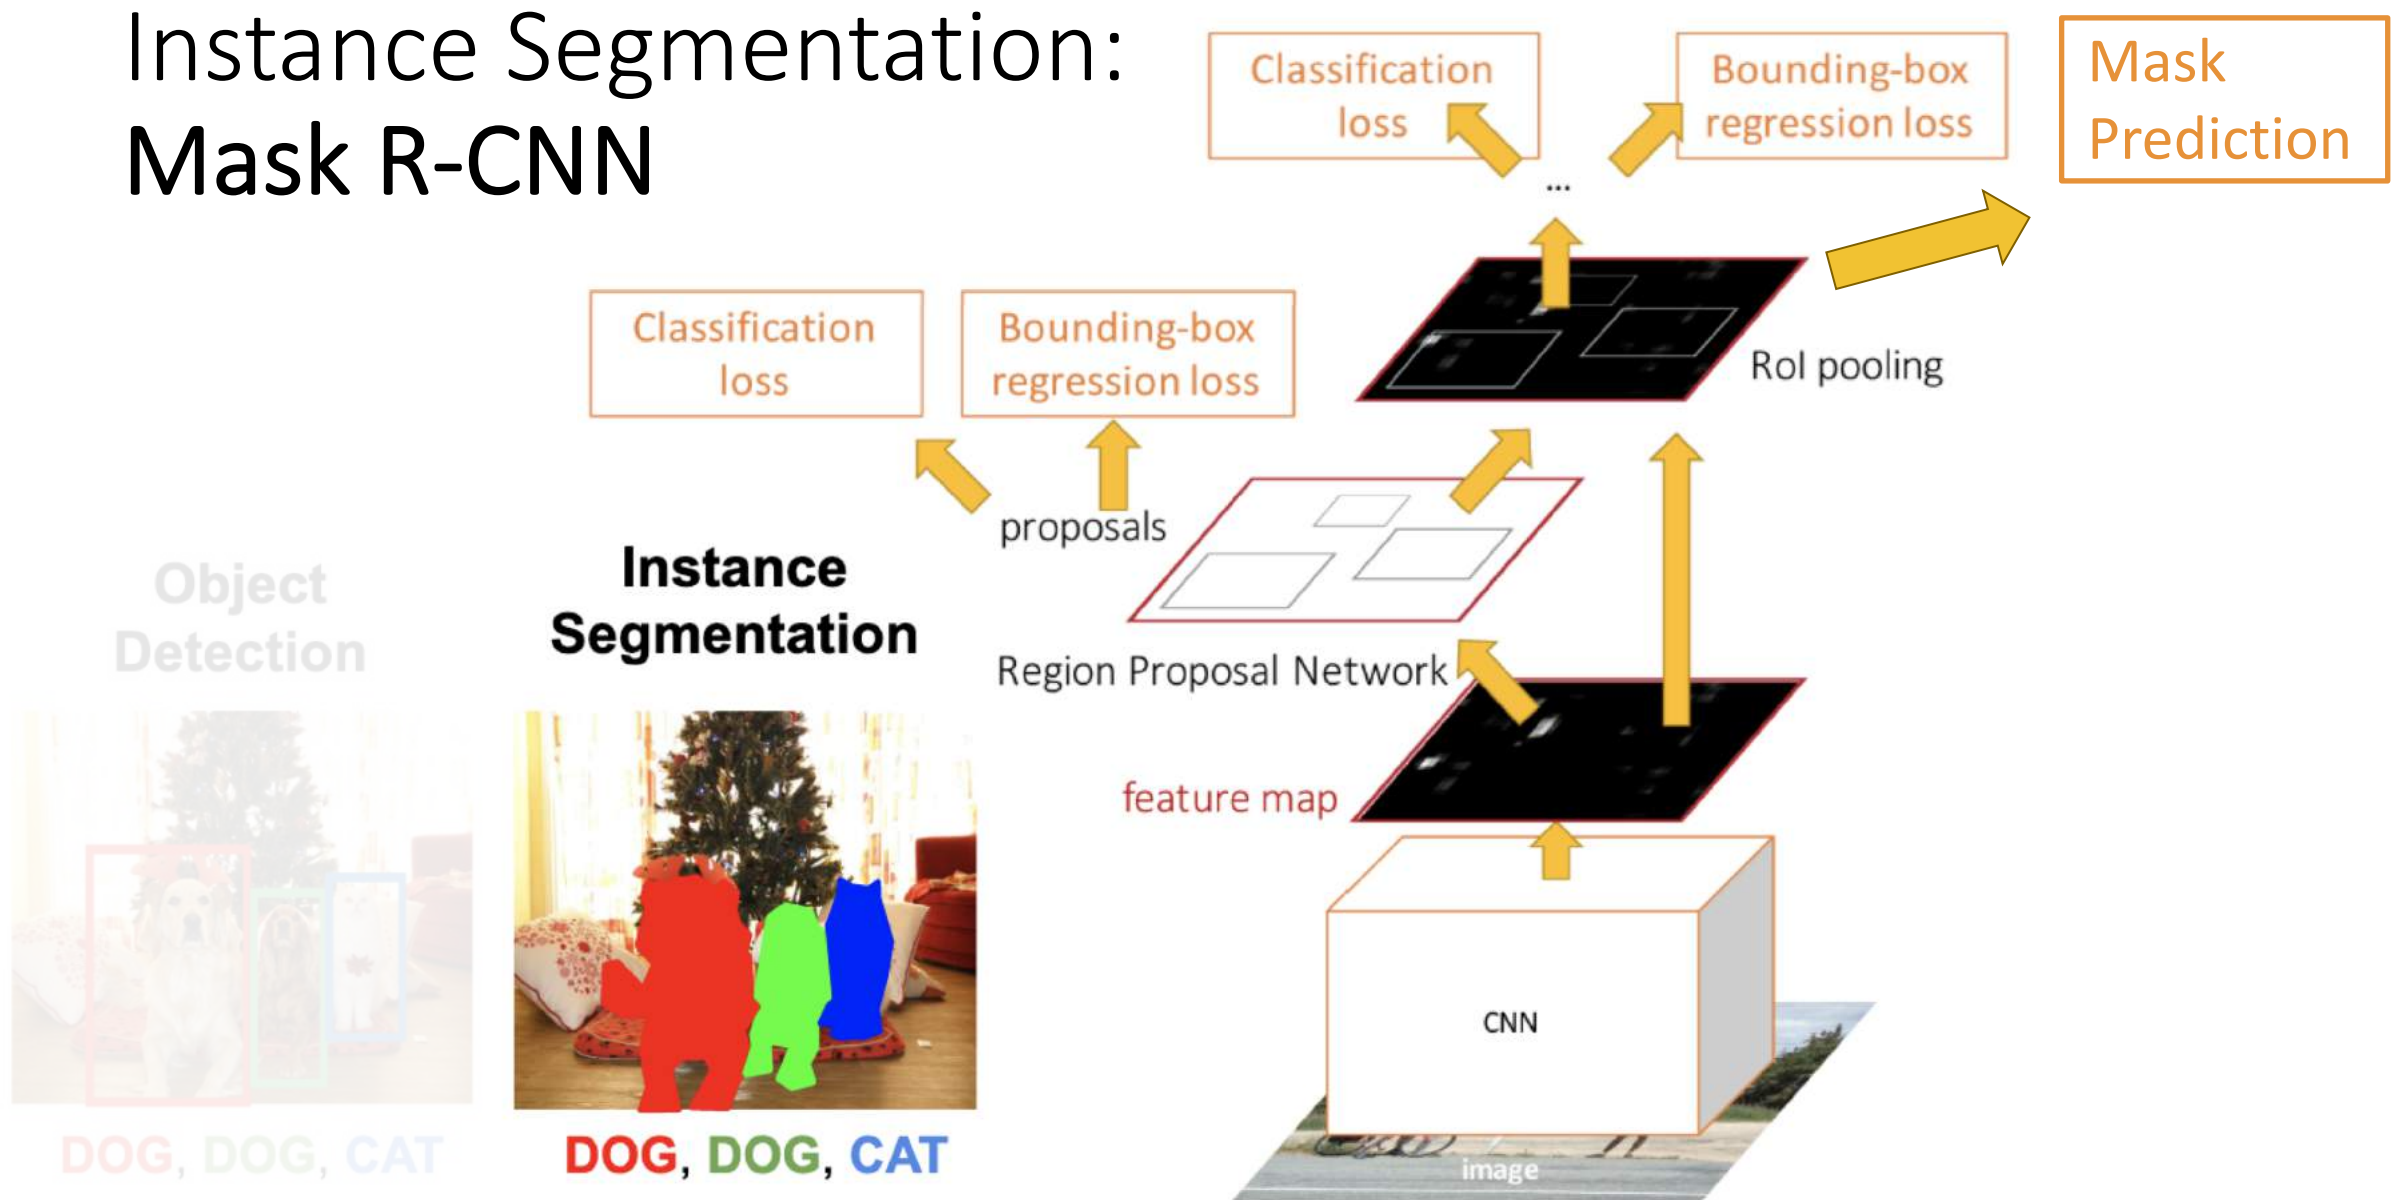 Instance Segmentation:
Mask R-CNN
Classification
loss
Bounding-box
regression loss
Mask
Prediction
...
Classification
loss
Bounding-box
regression loss
RoI pooling
proposals
Region Proposal Network
feature map
CNN
image
Object
Detection
DOG, DOG, CAT
Instance
Segmentation
DOG, DOG, CAT